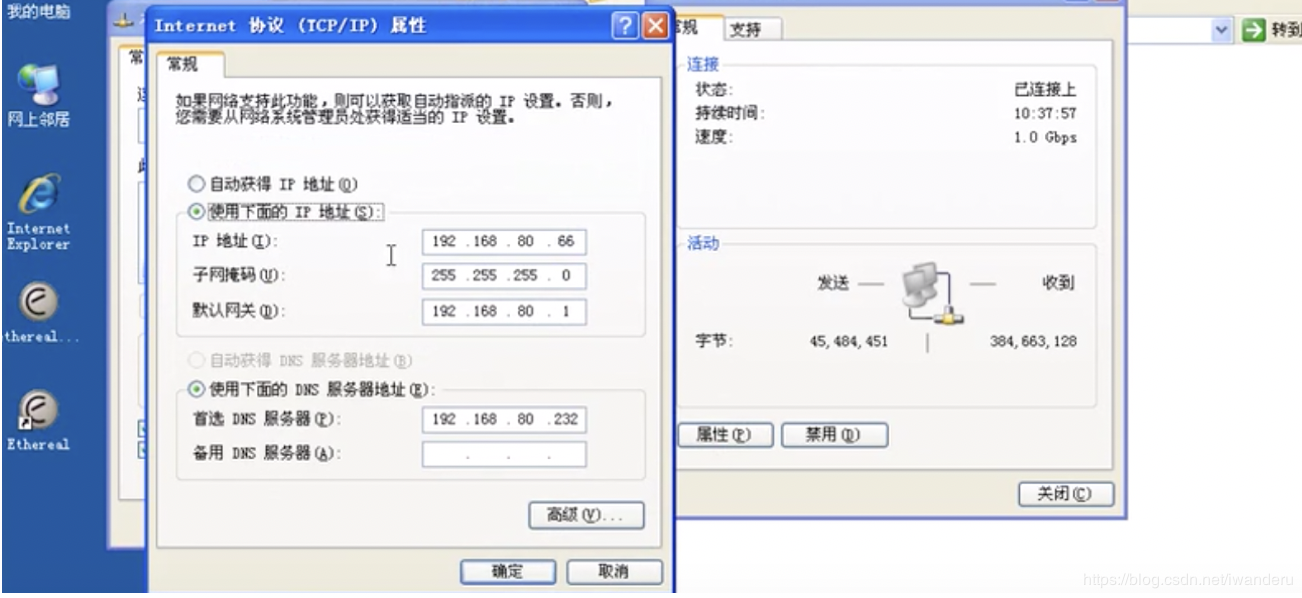 我的电脑
网上邻居
Internet
Explorer
thereal...
Ethereal
常
Internet 协议 (TCP/IP) 属性
常规
如果网络支持此功能，则可以获取自动指派的 IP 设置。否则，
您需要从网络系统管理员处获得适当的 IP 设置。
自动获得 IP 地址(O)
使用下面的 IP 地址(S):
IP 地址(I): 192 .168 . 80 . 66
子网掩码(U): 255 .255 .255 . 0
默认网关(D): 192 .168 . 80 . 1
自动获得 DNS 服务器地址(B)
使用下面的 DNS 服务器地址(E):
首选 DNS 服务器(P): 192 .168 . 80 .232
备用 DNS 服务器(A): . . .
高级(V)...
确定 取消
常规 支持
连接
状态: 已连接上
持续时间: 10:37:57
速度: 1.0 Gbps
活动
发送 收到
字节: 45,484,451 384,663,128
属性(P) 禁用(D)
关闭(C)
转到
https://blog.csdn.net/iwanderu